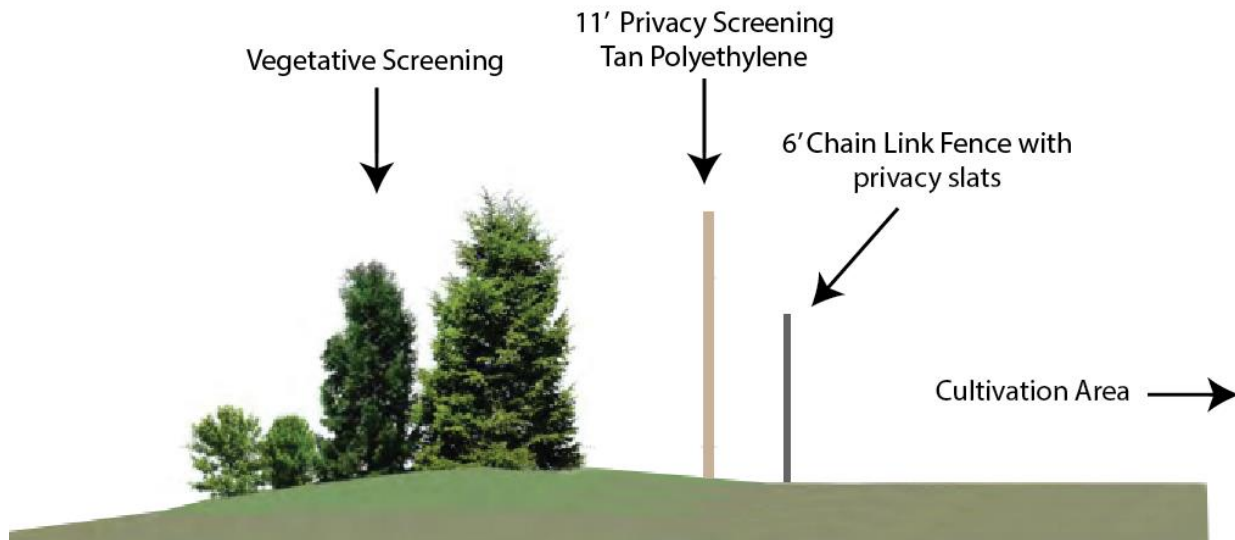 11′ Privacy Screening
Tan Polyethylene
Vegetative Screening
6′ Chain Link Fence with
privacy slats
Cultivation Area